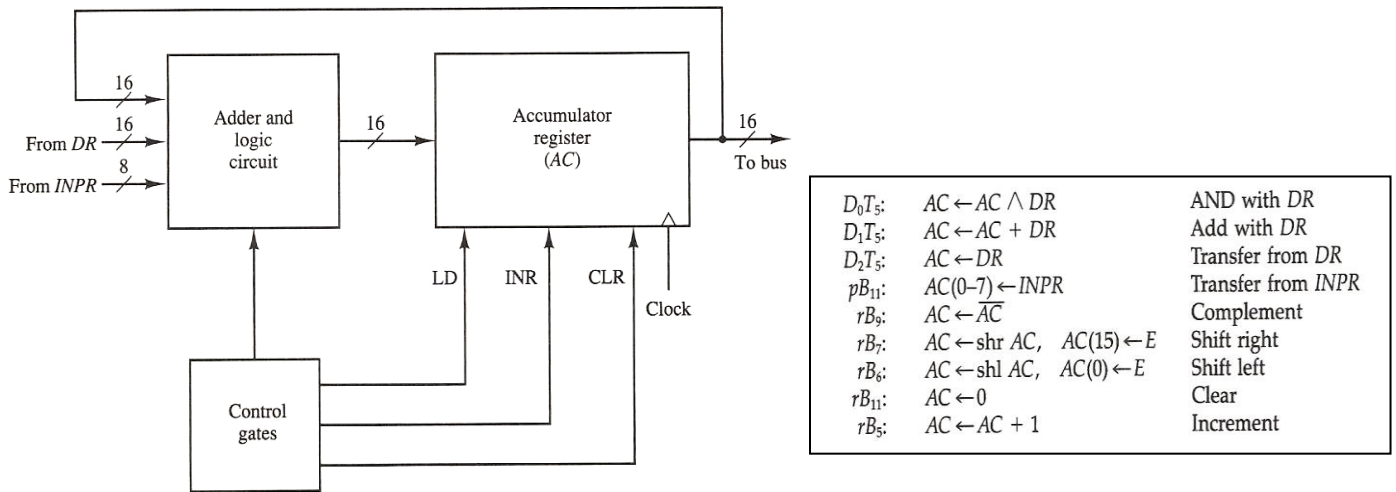 16
16
From DR
8
From INPR
Adder and
logic
circuit
16
Accumulator
register
(AC)
16
To bus
LD
INR
CLR
Clock
Control
gates
D₀T₅: AC ← AC ∧ DR AND with DR
D₁T₅: AC ← AC + DR Add with DR
D₂T₅: AC ← DR Transfer from DR
pB₁₁: AC(0–7) ← INPR Transfer from INPR
rB₉: AC ← A̅C̅ Complement
rB₇: AC ← shr AC, AC(15) ← E Shift right
rB₆: AC ← shl AC, AC(0) ← E Shift left
rB₁₁: AC ← 0 Clear
rB₅: AC ← AC + 1 Increment